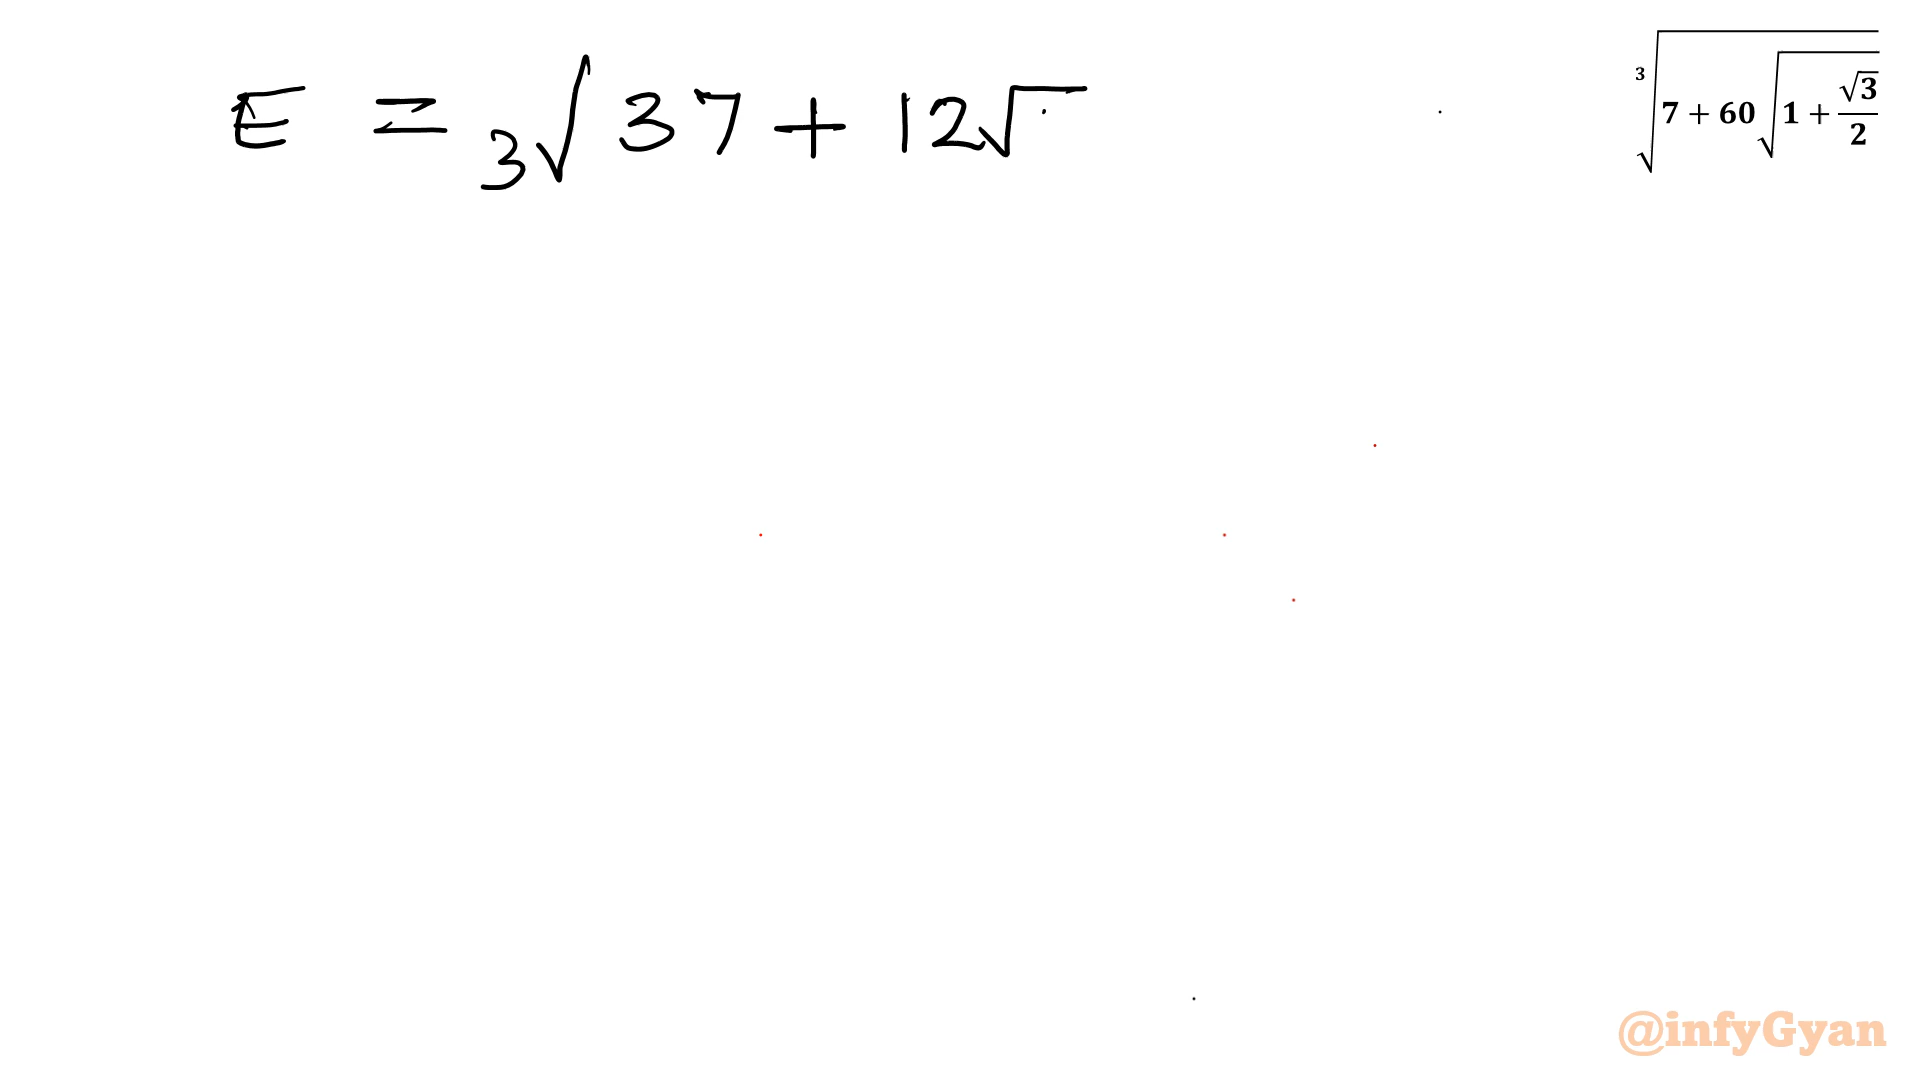 E = ³√37 + 12√
³√(7 + 60√(1 + √3/2))
@infyGyan